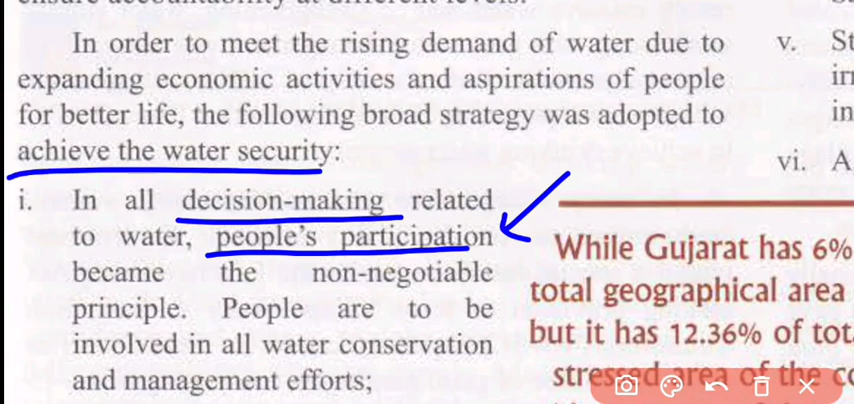 In order to meet the rising demand of water due to
expanding economic activities and aspirations of people
for better life, the following broad strategy was adopted to
achieve the water security:
i. In all decision-making related
to water, people's participation
became the non-negotiable
principle. People are to be
involved in all water conservation
and management efforts;
v.
vi. A
While Gujarat has 6%
total geographical area
but it has 12.36% of
stressed area of the